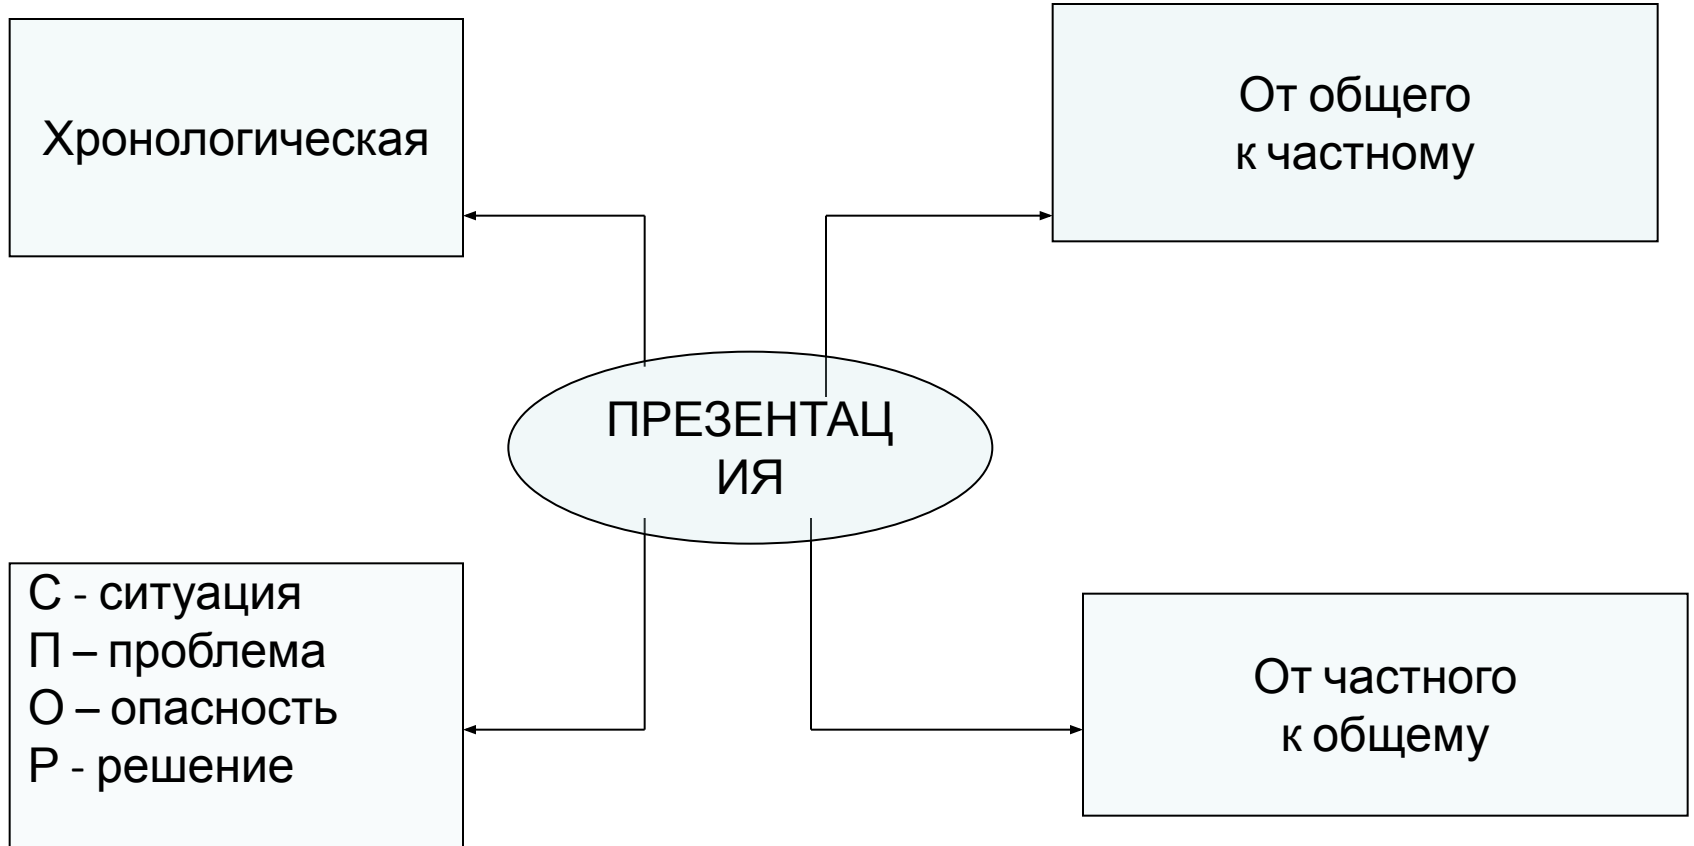 Хронологическая
От общего
к частному
ПРЕЗЕНТАЦ
ИЯ
С - ситуация
П – проблема
О – опасность
Р - решение
От частного
к общему